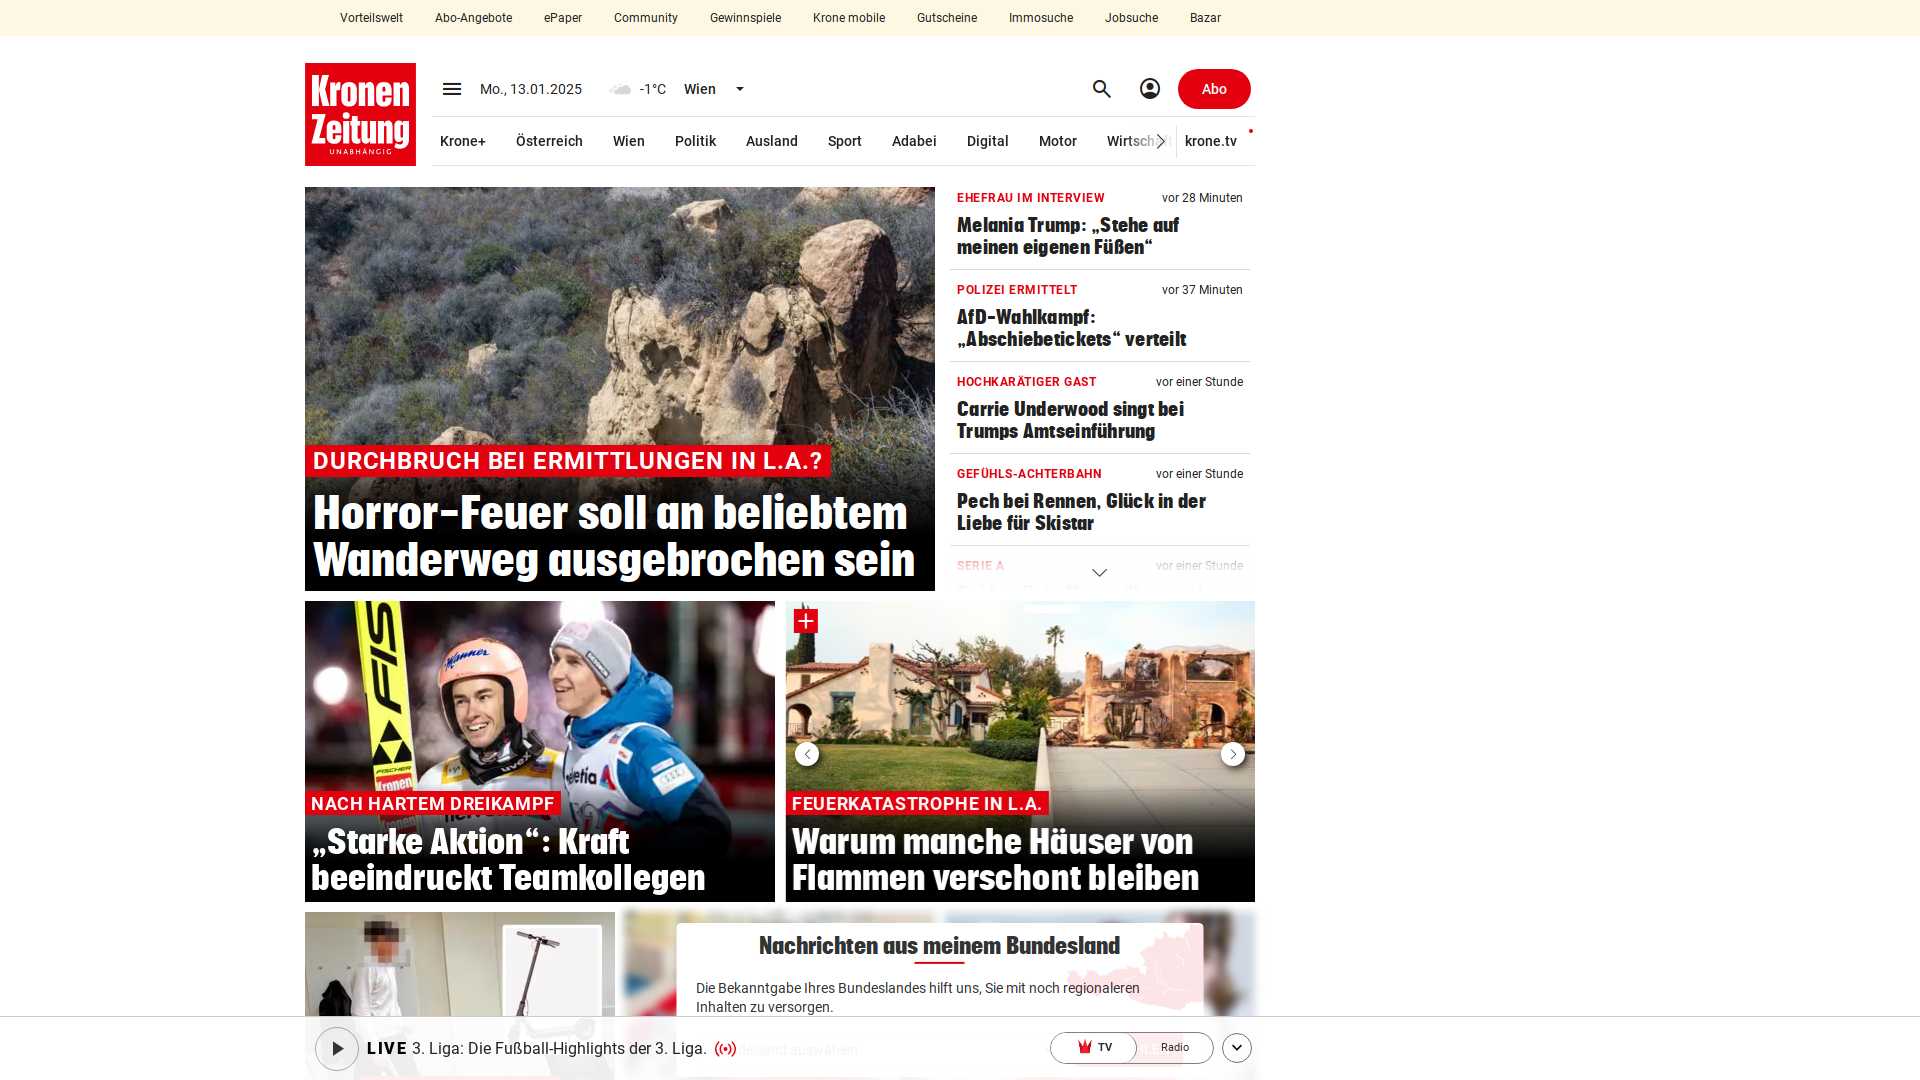 Vorteilswelt Abo-Angebote ePaper Community Gewinnspiele Krone mobile Gutscheine Immosuche Jobsuche Bazar
Kronen
Zeitung
UNABHÄNGIG
Mo., 13.01.2025 -1°C Wien
Abo
Krone+ Österreich Wien Politik Ausland Sport Adabei Digital Motor Wirtschaft krone.tv
DURCHBRUCH BEI ERMITTLUNGEN IN L.A.?
Horror-Feuer soll an beliebtem
Wanderweg ausgebrochen sein
EHEFRAU IM INTERVIEW vor 28 Minuten
Melania Trump: „Stehe auf
meinen eigenen Füßen“
POLIZEI ERMITTELT vor 37 Minuten
AfD-Wahlkampf:
„Abschiebetickets“ verteilt
HOCHKARÄTIGER GAST vor einer Stunde
Carrie Underwood singt bei
Trumps Amtseinführung
GEFÜHLS-ACHTERBAHN vor einer Stunde
Pech bei Rennen, Glück in der
Liebe für Skistar
SERIE A vor einer Stunde
FIS
FISCHER
Kronen
Manner
uvex
helvetia
NACH HARTEM DREIKAMPF
„Starke Aktion“: Kraft
beeindruckt Teamkollegen
FEUERKATASTROPHE IN L.A.
Warum manche Häuser von
Flammen verschont bleiben
Nachrichten aus meinem Bundesland
Die Bekanntgabe Ihres Bundeslandes hilft uns, Sie mit noch regionaleren
Inhalten zu versorgen.
LIVE 3. Liga: Die Fußball-Highlights der 3. Liga.
TV Radio